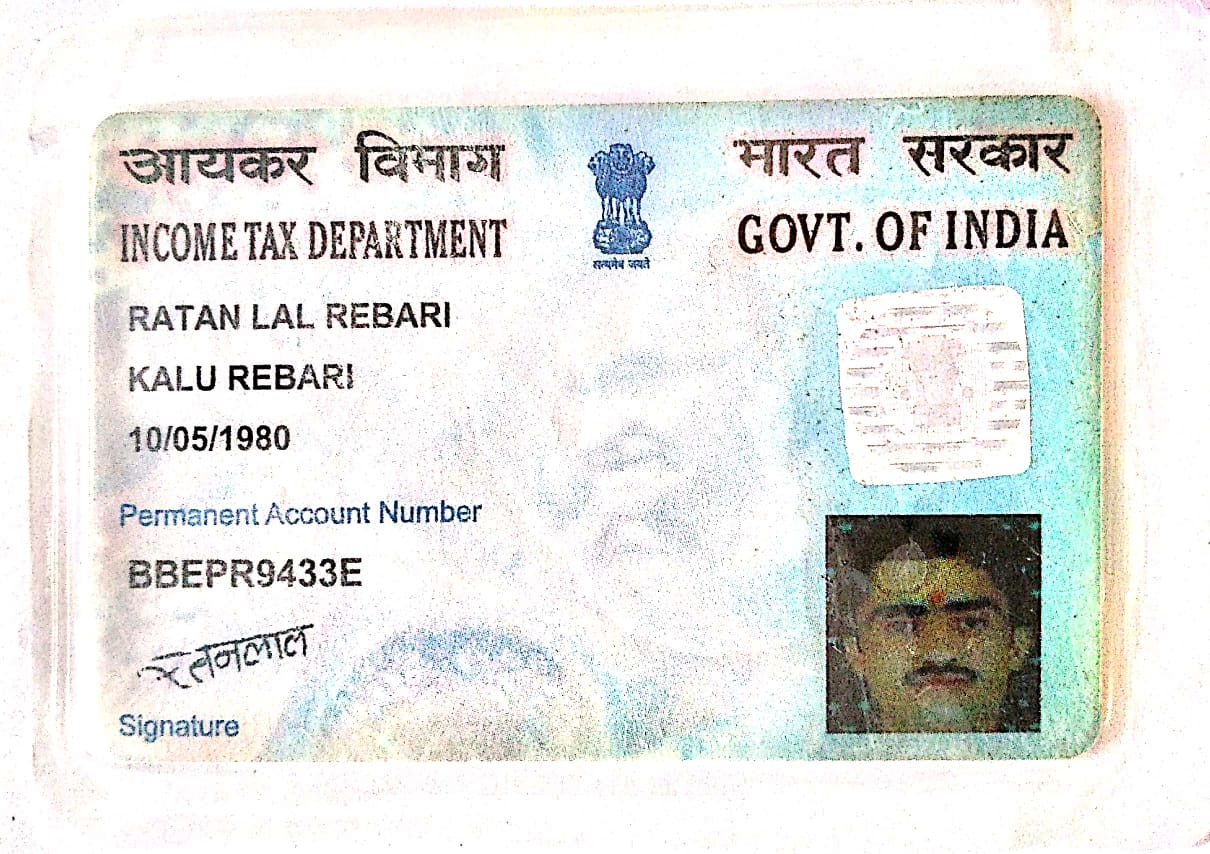 आयकर विभाग
भारत सरकार
INCOME TAX DEPARTMENT
GOVT. OF INDIA
सत्यमेव जयते
RATAN LAL REBARI
KALU REBARI
10/05/1980
Permanent Account Number
BBEPR9433E
रतनलाल
Signature